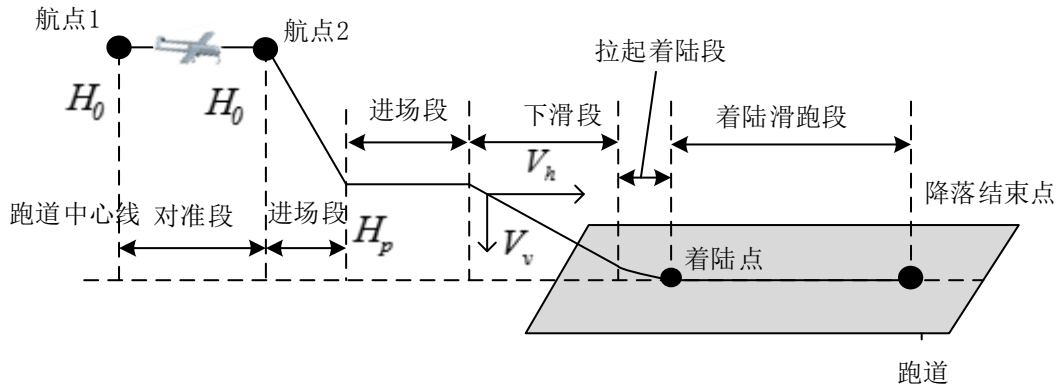 航点1
航点2
拉起着陆段
H₀
H₀
进场段
下滑段
着陆滑跑段
Vₕ
降落结束点
跑道中心线
对准段
进场段
Hₚ
Vᵥ
着陆点
跑道